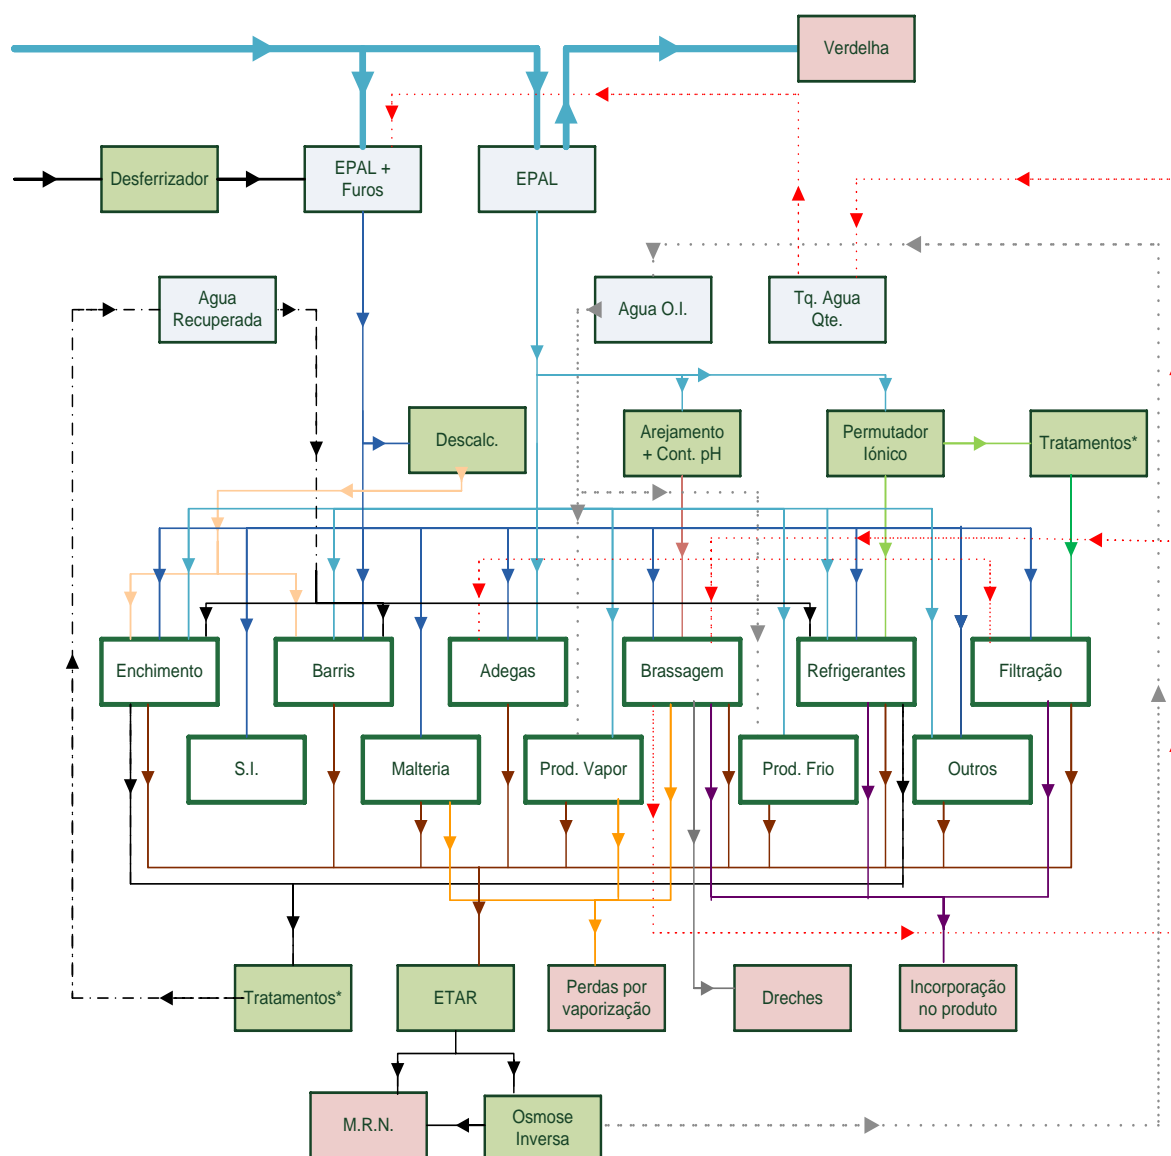 Verdelha
Desferrizador
EPAL +
Furos
EPAL
Agua
Recuperada
Agua O.I.
Tq. Agua
Qte.
Descalc.
Arejamento
+ Cont. pH
Permutador
Iónico
Tratamentos*
Enchimento
Barris
Adegas
Brassagem
Refrigerantes
Filtração
S.I.
Malteria
Prod. Vapor
Prod. Frio
Outros
Tratamentos*
ETAR
Perdas por
vaporização
Dreches
Incorporação
no produto
M.R.N.
Osmose
Inversa